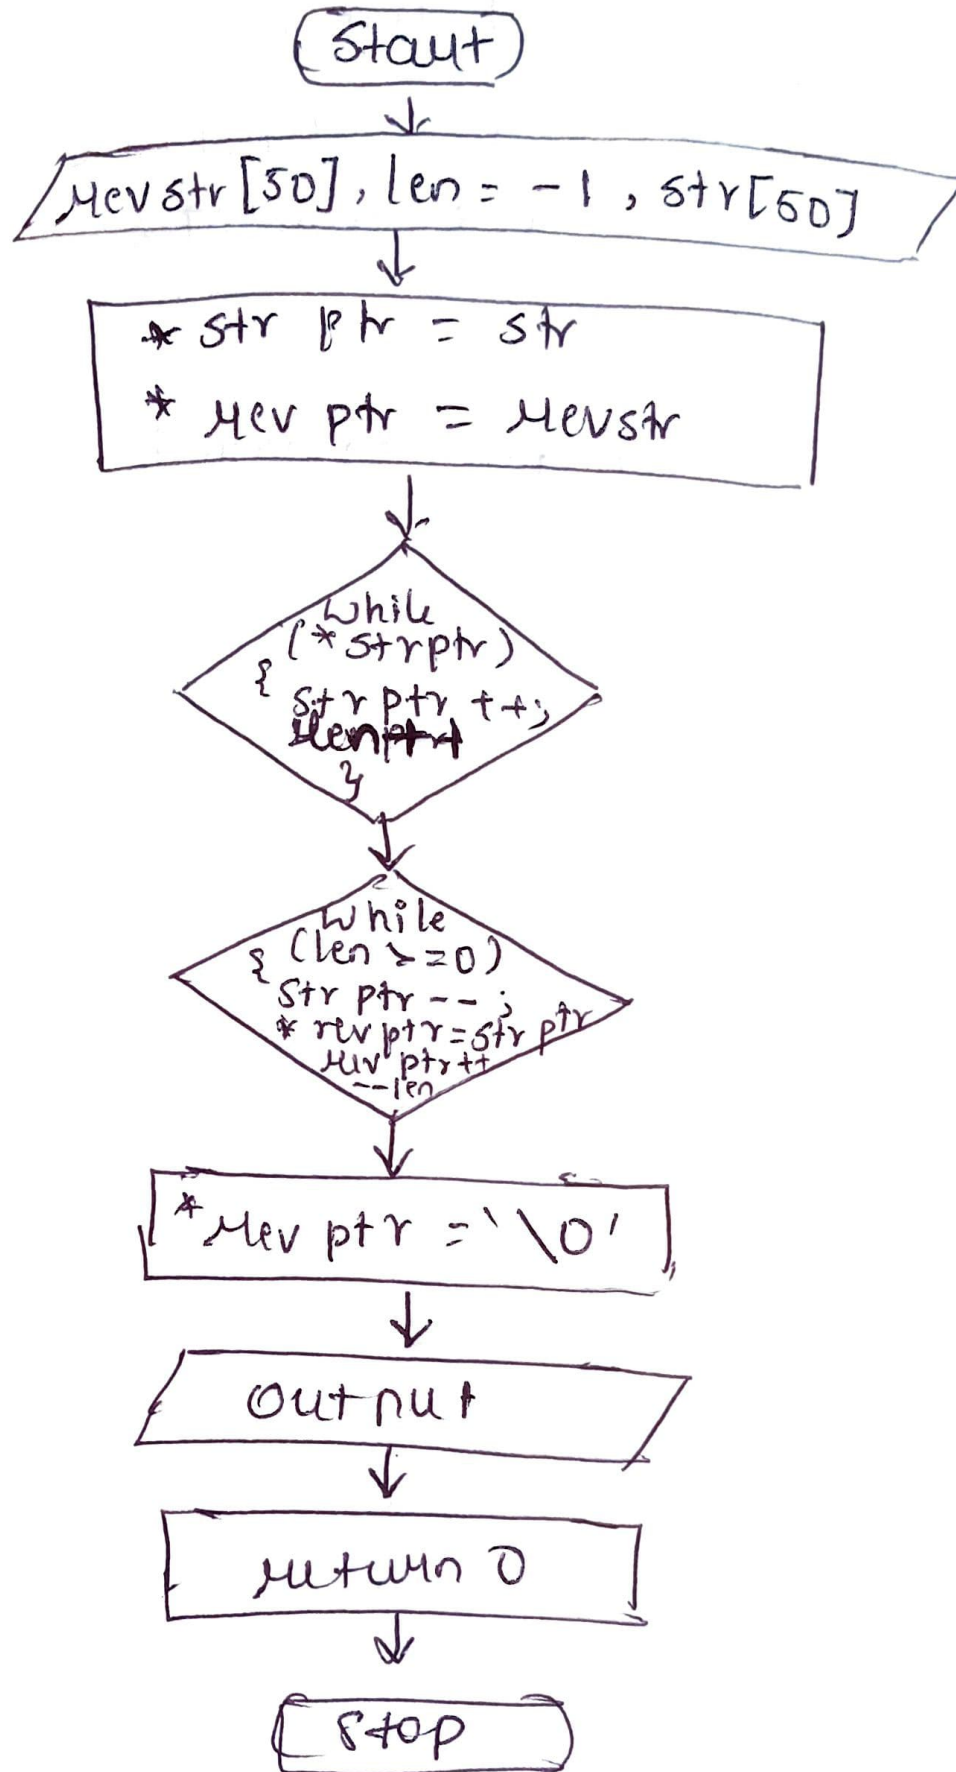 Start
revstr[50], len = -1, str[50]
* str ptr = str
* rev ptr = revstr
while
(*strptr)
{
str ptr ++;
}
while
{ (len >=0)
str ptr -- ;
* rev ptr = str ptr
rev ptr++
--len
*rev ptr = '\0'
output
return 0
stop